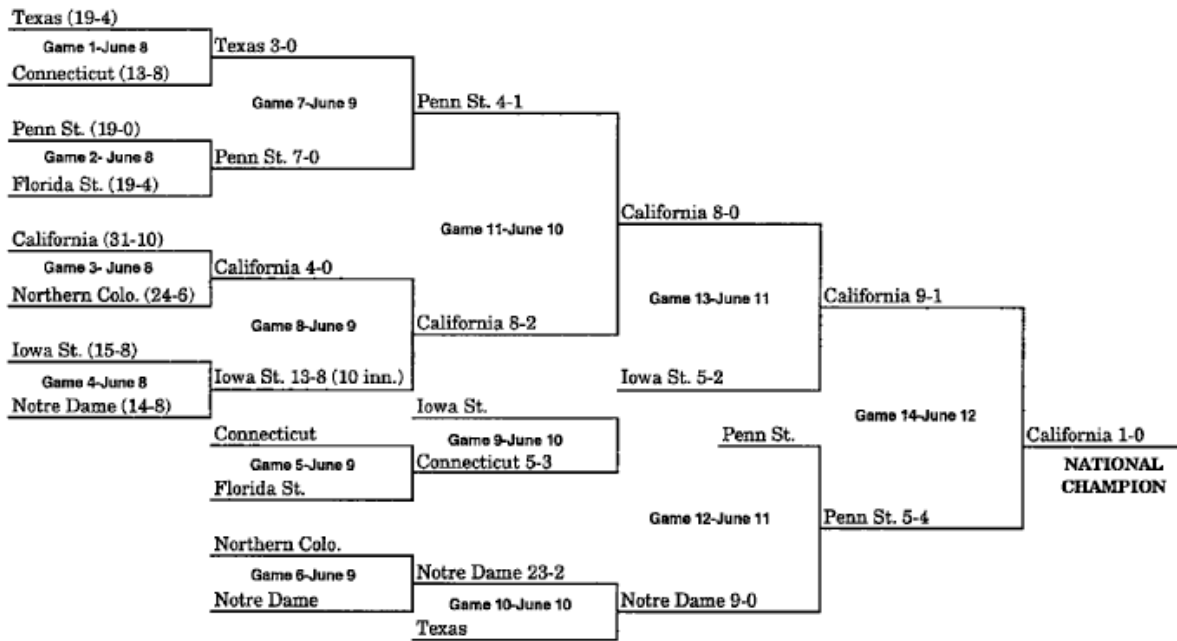 Texas (19-4)
Game 1-June 8
Connecticut (13-8)
Texas 3-0
Game 7-June 9
Penn St. (19-0)
Game 2- June 8
Florida St. (19-4)
Penn St. 7-0
Penn St. 4-1
Game 11-June 10
California (31-10)
Game 3- June 8
Northern Colo. (24-6)
California 4-0
Game 8-June 9
Iowa St. (15-8)
Game 4-June 8
Notre Dame (14-8)
Iowa St. 13-8 (10 inn.)
California 8-2
California 8-0
Game 13-June 11
Iowa St. 5-2
California 9-1
Connecticut
Game 5-June 9
Florida St.
Iowa St.
Game 9-June 10
Connecticut 5-3
Northern Colo.
Game 6-June 9
Notre Dame
Notre Dame 23-2
Game 10-June 10
Texas
Notre Dame 9-0
Penn St.
Game 12-June 11
Penn St. 5-4
Game 14-June 12
California 1-0
NATIONAL
CHAMPION